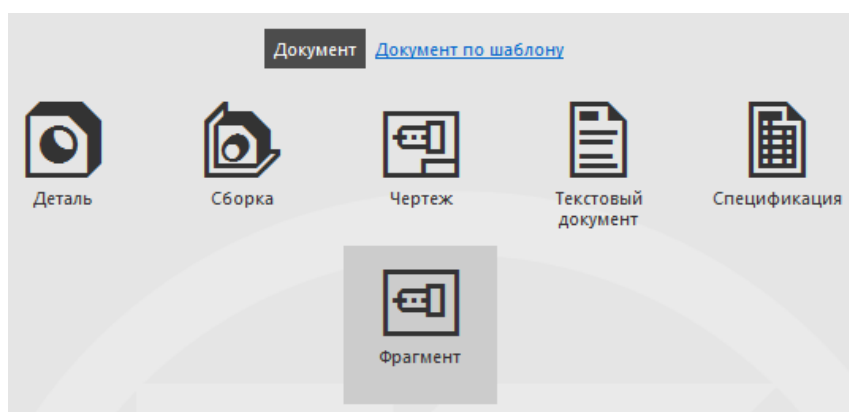 Документ Документ по шаблону
Деталь Сборка Чертеж Текстовый документ Спецификация
Фрагмент